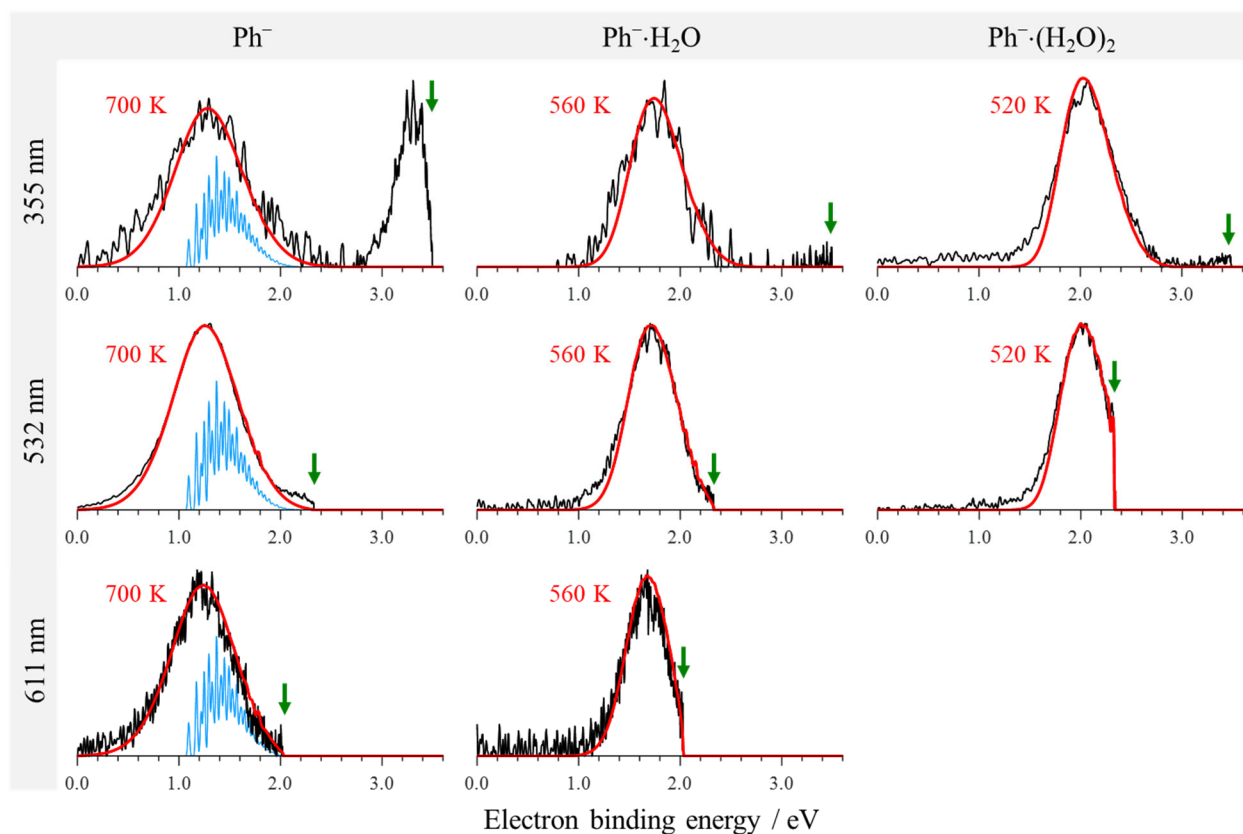 Ph⁻ Ph⁻·H₂O Ph⁻·(H₂O)₂
355 nm
700 K 560 K 520 K
0.0 1.0 2.0 3.0 0.0 1.0 2.0 3.0 0.0 1.0 2.0 3.0
532 nm
700 K 560 K 520 K
0.0 1.0 2.0 3.0 0.0 1.0 2.0 3.0 0.0 1.0 2.0 3.0
611 nm
700 K 560 K
0.0 1.0 2.0 3.0 0.0 1.0 2.0 3.0
Electron binding energy / eV